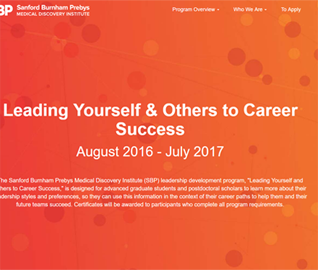 BP Sanford Burnham Prebys
MEDICAL DISCOVERY INSTITUTE
Program Overview
Who We Are
To Apply
Leading Yourself & Others to Career
Success
August 2016 - July 2017
The Sanford Burnham Prebys Medical Discovery Institute (SBP) leadership development program, "Leading Yourself and
hers to Career Success," is designed for advanced graduate students and postdoctoral scholars to learn more about their
dership styles and preferences, so they can use this information in the context of their career paths to help them and their
future teams succeed. Certificates will be awarded to participants who complete all program requirements.